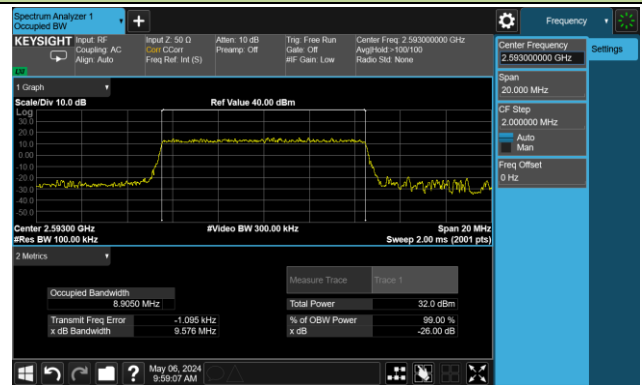 Spectrum Analyzer 1
Occupied BW
Frequency
KEYSIGHT
Input: RF
Coupling: AC
Align: Auto
Input Z: 50 Ω
Corr CCorr
Freq Ref: Int (S)
Atten: 10 dB
Preamp: Off
Trig: Free Run
Gate: Off
#IF Gain: Low
Center Freq: 2.593000000 GHz
Avg|Hold:>100/100
Radio Std: None
LU
Center Frequency
2.593000000 GHz
Settings
Span
20.000 MHz
CF Step
2.000000 MHz
Auto
Man
Freq Offset
0 Hz
1 Graph
Scale/Div 10.0 dB
Ref Value 40.00 dBm
Log
30.0
20.0
10.0
0.00
-10.0
-20.0
-30.0
-40.0
-50.0
Center 2.59300 GHz
#Video BW 300.00 kHz
Span 20 MHz
#Res BW 100.00 kHz
Sweep 2.00 ms (2001 pts)
2 Metrics
Measure Trace
Trace 1
Occupied Bandwidth
8.9050 MHz
Total Power
32.0 dBm
Transmit Freq Error
-1.095 kHz
% of OBW Power
99.00 %
x dB Bandwidth
9.576 MHz
x dB
-26.00 dB
May 06, 2024
9:59:07 AM